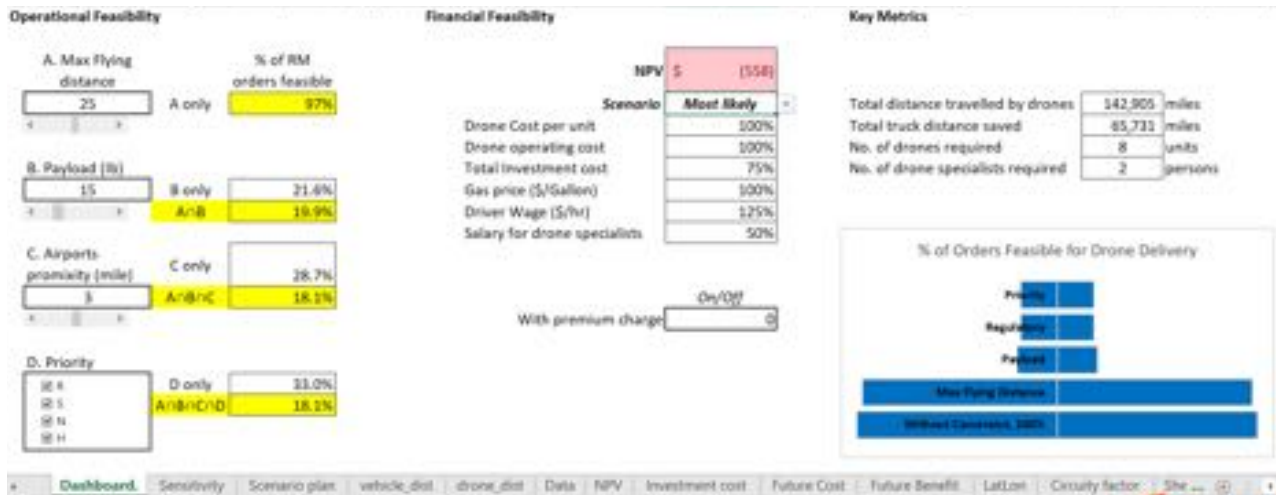 Operational Feasibility
Financial Feasibility
Key Metrics
A. Max Flying
distance
% of RM
orders feasible
25
A only
97%
B. Payload (lb)
15
B only
21.6%
A∩B
19.9%
C. Airports
promixity (mile)
C only
28.7%
3
A∩B∩C
18.1%
D. Priority
R
S
N
H
D only
33.0%
A∩B∩C∩D
18.1%
NPV $ (558)
Scenario Most likely
Drone Cost per unit 100%
Drone operating cost 100%
Total Investment cost 75%
Gas price ($/Gallon) 100%
Driver Wage ($/hr) 125%
Salary for drone specialists 50%
On/Off
With premium charge 0
Total distance travelled by drones 142,905 miles
Total truck distance saved 65,731 miles
No. of drones required 8 units
No. of drone specialists required 2 persons
% of Orders Feasible for Drone Delivery
Priority
Regulatory
Payload
Max Flying Distance
Without Constraint, 100%
Dashboard. Sensitivity Scenario plan vehicle_dist drone_dist Data NPV Investment cost Future Cost Future Benefit LatLon Circuity factor She ...